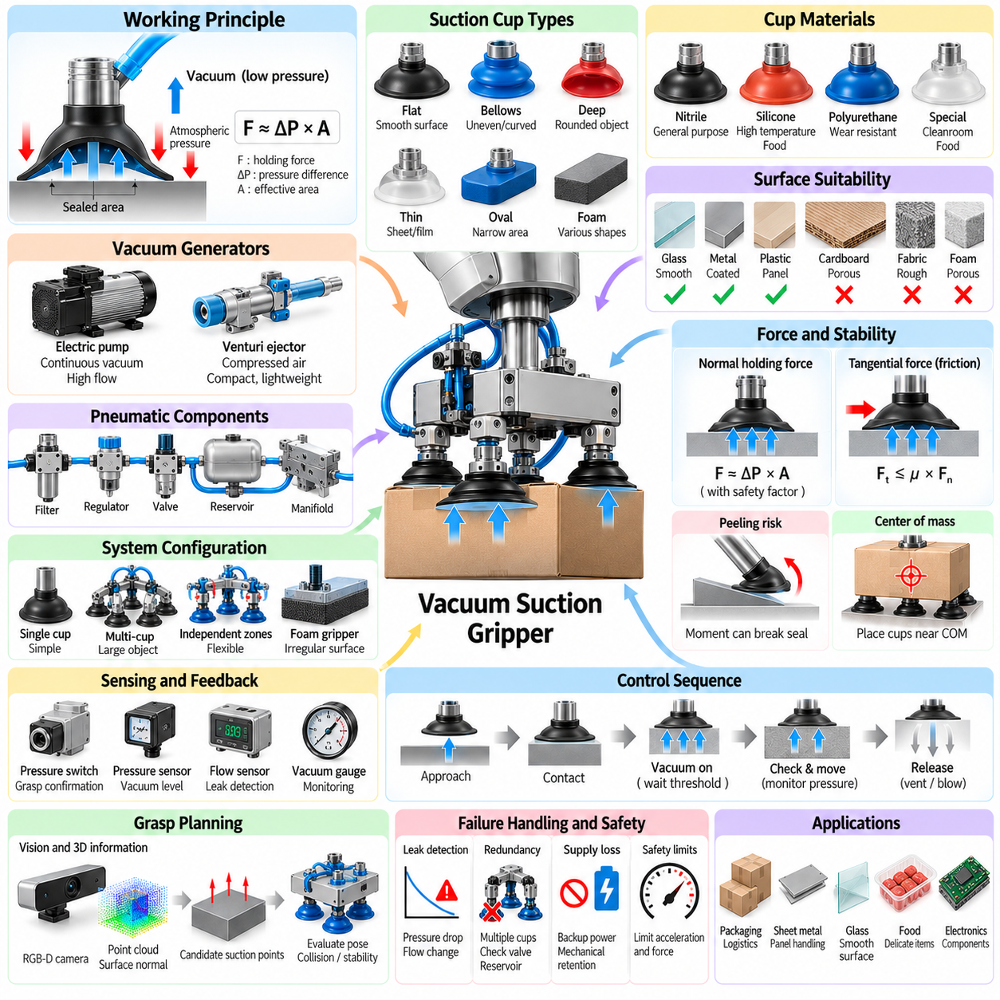 Working Principle
Vacuum (low pressure)
Atmospheric
pressure
F ≈ ΔP × A
F : holding force
ΔP : pressure difference
A : effective area
Sealed area
Suction Cup Types
Flat
Smooth surface
Bellows
Uneven/curved
Deep
Rounded object
Thin
Sheet/film
Oval
Narrow area
Foam
Various shapes
Cup Materials
Nitrile
General purpose
Silicone
High temperature
Food
Polyurethane
Wear resistant
Special
Cleanroom
Food
Surface Suitability
Glass
Smooth
Metal
Coated
Plastic
Panel
Cardboard
Porous
Fabric
Rough
Foam
Porous
Vacuum Generators
Electric pump
Continuous vacuum
High flow
Venturi ejector
Compressed air
Compact, lightweight
Force and Stability
Normal holding force
F ≈ ΔP × A
( with safety factor )
Tangential force (friction)
Fₜ ≤ μ × Fₙ
Peeling risk
Moment can break seal
Center of mass
Place cups near COM
Pneumatic Components
Filter
Regulator
Valve
Reservoir
Manifold
System Configuration
Single cup
Simple
Multi-cup
Large object
Independent zones
Flexible
Foam gripper
Irregular surface
Vacuum Suction
Gripper
Sensing and Feedback
Pressure switch
Grasp confirmation
Pressure sensor
Vacuum level
Flow sensor
Leak detection
Vacuum gauge
Monitoring
Control Sequence
Approach
Contact
Vacuum on
( wait threshold )
Check & move
(monitor pressure)
Release
(vent / blow)
Grasp Planning
Vision and 3D information
RGB-D camera
Point cloud
Surface normal
Candidate suction points
Evaluate pose
Collision / stability
Failure Handling and Safety
Leak detection
Pressure drop
Flow change
Redundancy
Multiple cups
Check valve
Reservoir
Supply loss
Backup power
Mechanical
retention
Safety limits
Limit acceleration
and force
Applications
Packaging
Logistics
Sheet metal
Panel handling
Glass
Smooth
surface
Food
Delicate items
Electronics
Components